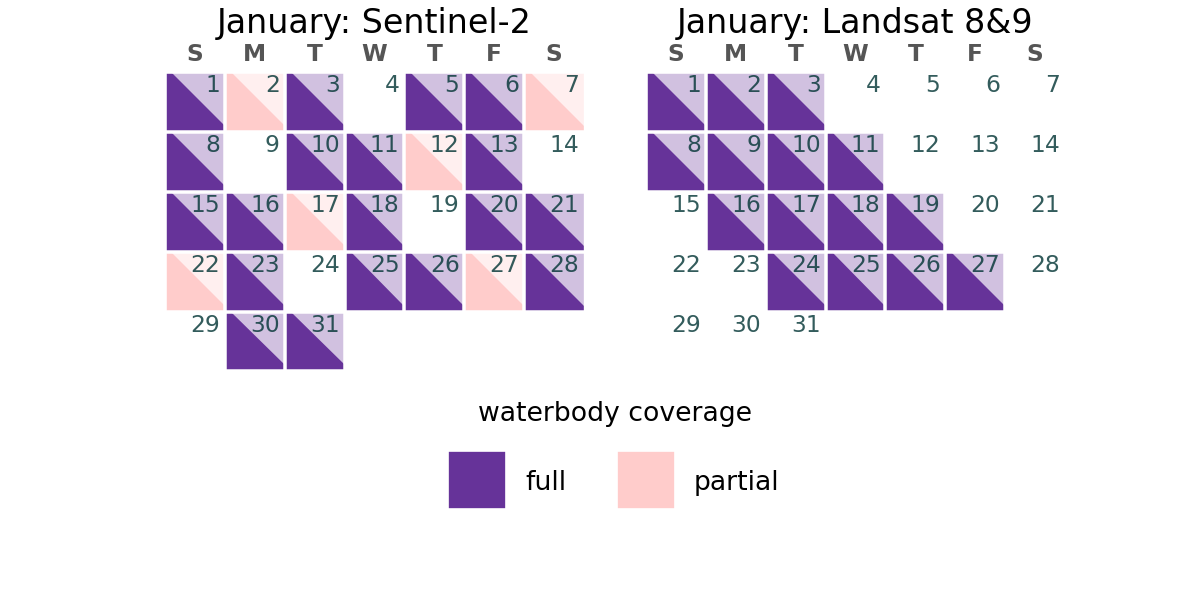 January: Sentinel-2
S M T W T F S
1 2 3 4 5 6 7
8 9 10 11 12 13 14
15 16 17 18 19 20 21
22 23 24 25 26 27 28
29 30 31
January: Landsat 8&9
S M T W T F S
1 2 3 4 5 6 7
8 9 10 11 12 13 14
15 16 17 18 19 20 21
22 23 24 25 26 27 28
29 30 31
waterbody coverage
full
partial